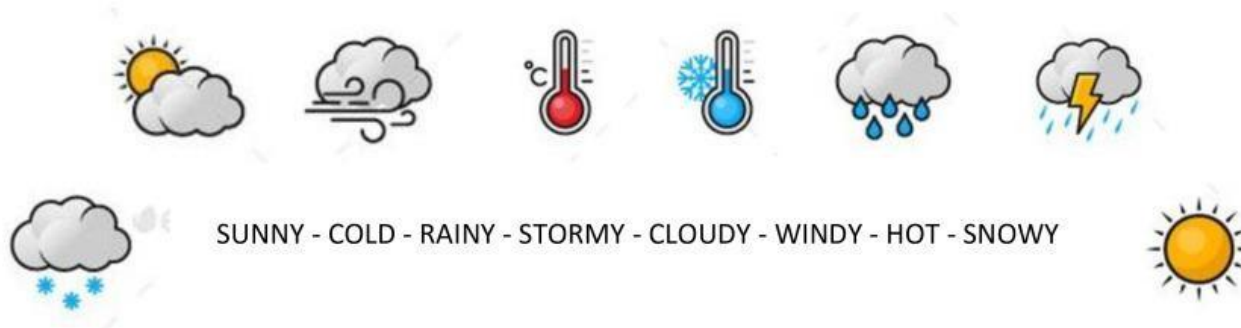 °C
SUNNY - COLD - RAINY - STORMY - CLOUDY - WINDY - HOT - SNOWY